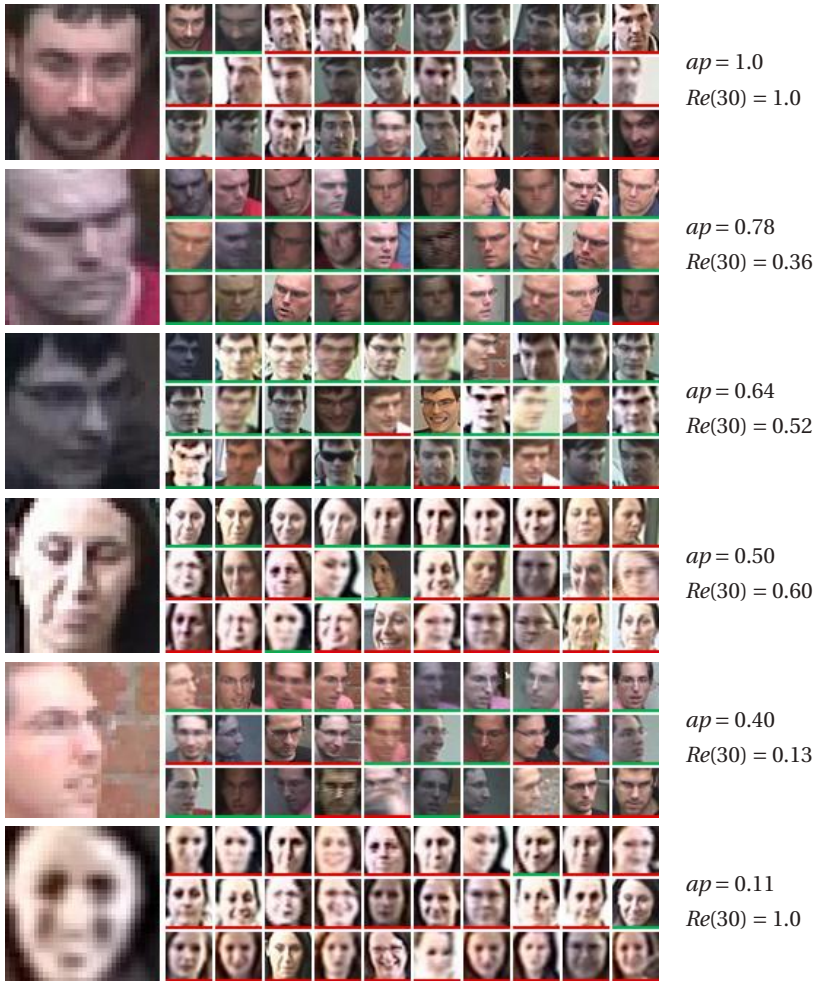 ap = 1.0
Re(30) = 1.0
ap = 0.78
Re(30) = 0.36
ap = 0.64
Re(30) = 0.52
ap = 0.50
Re(30) = 0.60
ap = 0.40
Re(30) = 0.13
ap = 0.11
Re(30) = 1.0